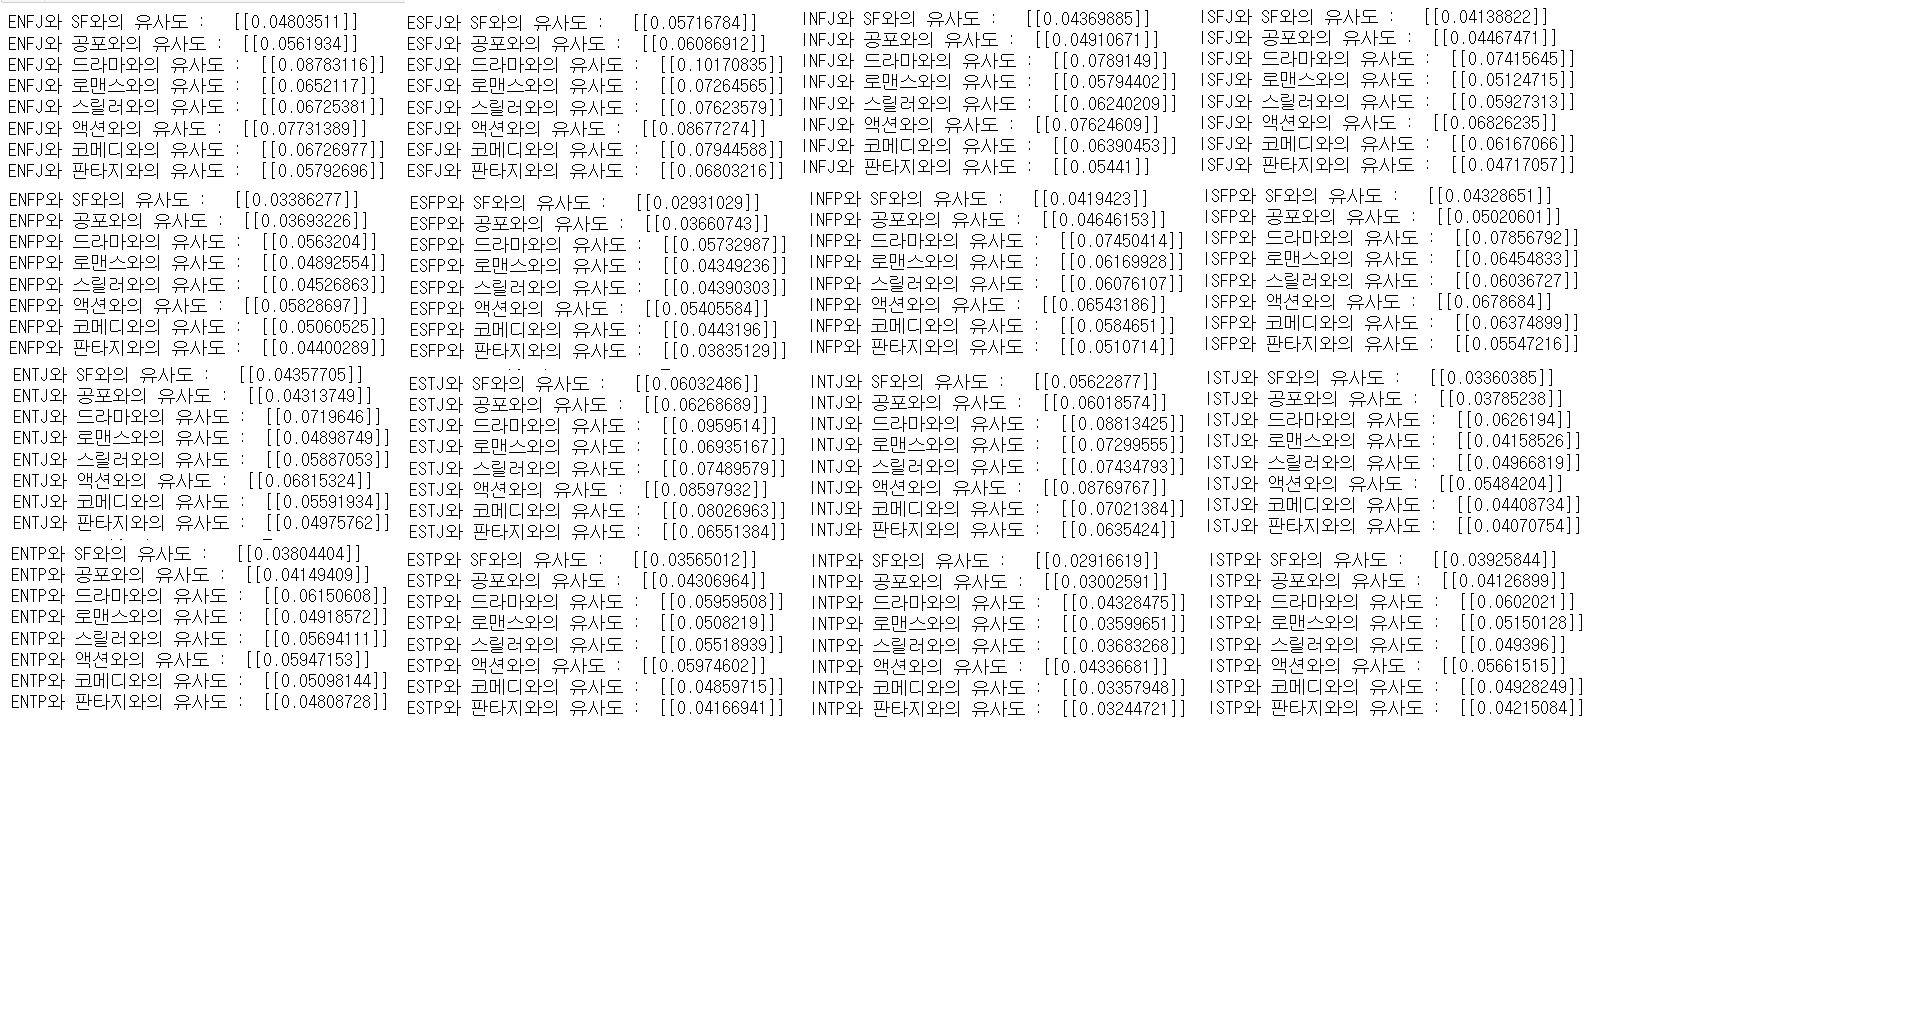 ENFJ와 SF와의 유사도 :   [[0.04803511]]
ENFJ와 공포와의 유사도 :   [[0.0561934]]
ENFJ와 드라마와의 유사도 :   [[0.08783116]]
ENFJ와 로맨스와의 유사도 :   [[0.0652117]]
ENFJ와 스릴러와의 유사도 :   [[0.06725381]]
ENFJ와 액션와의 유사도 :   [[0.07731389]]
ENFJ와 코메디와의 유사도 :   [[0.06726977]]
ENFJ와 판타지와의 유사도 :   [[0.05792696]]
ESFJ와 SF와의 유사도 :   [[0.05716784]]
ESFJ와 공포와의 유사도 :   [[0.06086912]]
ESFJ와 드라마와의 유사도 :   [[0.10170835]]
ESFJ와 로맨스와의 유사도 :   [[0.07264565]]
ESFJ와 스릴러와의 유사도 :   [[0.07623579]]
ESFJ와 액션와의 유사도 :   [[0.08677274]]
ESFJ와 코메디와의 유사도 :   [[0.07944588]]
ESFJ와 판타지와의 유사도 :   [[0.06803216]]
INFJ와 SF와의 유사도 :   [[0.04369885]]
INFJ와 공포와의 유사도 :   [[0.04910671]]
INFJ와 드라마와의 유사도 :   [[0.0789149]]
INFJ와 로맨스와의 유사도 :   [[0.05794402]]
INFJ와 스릴러와의 유사도 :   [[0.06240209]]
INFJ와 액션와의 유사도 :   [[0.07624609]]
INFJ와 코메디와의 유사도 :   [[0.06390453]]
INFJ와 판타지와의 유사도 :   [[0.05441]]
ISFJ와 SF와의 유사도 :   [[0.04138822]]
ISFJ와 공포와의 유사도 :   [[0.04467471]]
ISFJ와 드라마와의 유사도 :   [[0.07415645]]
ISFJ와 로맨스와의 유사도 :   [[0.05124715]]
ISFJ와 스릴러와의 유사도 :   [[0.05927313]]
ISFJ와 액션와의 유사도 :   [[0.06826235]]
ISFJ와 코메디와의 유사도 :   [[0.06167066]]
ISFJ와 판타지와의 유사도 :   [[0.04717057]]
ENFP와 SF와의 유사도 :   [[0.03386277]]
ENFP와 공포와의 유사도 :   [[0.03693226]]
ENFP와 드라마와의 유사도 :   [[0.0563204]]
ENFP와 로맨스와의 유사도 :   [[0.04892554]]
ENFP와 스릴러와의 유사도 :   [[0.04526863]]
ENFP와 액션와의 유사도 :   [[0.05828697]]
ENFP와 코메디와의 유사도 :   [[0.05060525]]
ENFP와 판타지와의 유사도 :   [[0.04400289]]
ESFP와 SF와의 유사도 :   [[0.02931029]]
ESFP와 공포와의 유사도 :   [[0.03660743]]
ESFP와 드라마와의 유사도 :   [[0.05732987]]
ESFP와 로맨스와의 유사도 :   [[0.04349236]]
ESFP와 스릴러와의 유사도 :   [[0.04390303]]
ESFP와 액션와의 유사도 :   [[0.05405584]]
ESFP와 코메디와의 유사도 :   [[0.0443196]]
ESFP와 판타지와의 유사도 :   [[0.03835129]]
INFP와 SF와의 유사도 :   [[0.0419423]]
INFP와 공포와의 유사도 :   [[0.04646153]]
INFP와 드라마와의 유사도 :   [[0.07450414]]
INFP와 로맨스와의 유사도 :   [[0.06169928]]
INFP와 스릴러와의 유사도 :   [[0.06076107]]
INFP와 액션와의 유사도 :   [[0.06543186]]
INFP와 코메디와의 유사도 :   [[0.0584651]]
INFP와 판타지와의 유사도 :   [[0.0510714]]
ISFP와 SF와의 유사도 :   [[0.04328651]]
ISFP와 공포와의 유사도 :   [[0.05020601]]
ISFP와 드라마와의 유사도 :   [[0.07856792]]
ISFP와 로맨스와의 유사도 :   [[0.06454833]]
ISFP와 스릴러와의 유사도 :   [[0.06036727]]
ISFP와 액션와의 유사도 :   [[0.0678684]]
ISFP와 코메디와의 유사도 :   [[0.06374899]]
ISFP와 판타지와의 유사도 :   [[0.05547216]]
ENTJ와 SF와의 유사도 :   [[0.04357705]]
ENTJ와 공포와의 유사도 :   [[0.04313749]]
ENTJ와 드라마와의 유사도 :   [[0.0719646]]
ENTJ와 로맨스와의 유사도 :   [[0.04898749]]
ENTJ와 스릴러와의 유사도 :   [[0.05887053]]
ENTJ와 액션와의 유사도 :   [[0.06815324]]
ENTJ와 코메디와의 유사도 :   [[0.05591934]]
ENTJ와 판타지와의 유사도 :   [[0.04975762]]
ESTJ와 SF와의 유사도 :   [[0.06032486]]
ESTJ와 공포와의 유사도 :   [[0.06268689]]
ESTJ와 드라마와의 유사도 :   [[0.0959514]]
ESTJ와 로맨스와의 유사도 :   [[0.06935167]]
ESTJ와 스릴러와의 유사도 :   [[0.07489579]]
ESTJ와 액션와의 유사도 :   [[0.08597932]]
ESTJ와 코메디와의 유사도 :   [[0.08026963]]
ESTJ와 판타지와의 유사도 :   [[0.06551384]]
INTJ와 SF와의 유사도 :   [[0.05622877]]
INTJ와 공포와의 유사도 :   [[0.06018574]]
INTJ와 드라마와의 유사도 :   [[0.08813425]]
INTJ와 로맨스와의 유사도 :   [[0.07299555]]
INTJ와 스릴러와의 유사도 :   [[0.07434793]]
INTJ와 액션와의 유사도 :   [[0.08769767]]
INTJ와 코메디와의 유사도 :   [[0.07021384]]
INTJ와 판타지와의 유사도 :   [[0.0635424]]
ISTJ와 SF와의 유사도 :   [[0.03360385]]
ISTJ와 공포와의 유사도 :   [[0.03785238]]
ISTJ와 드라마와의 유사도 :   [[0.0626194]]
ISTJ와 로맨스와의 유사도 :   [[0.04158526]]
ISTJ와 스릴러와의 유사도 :   [[0.04966819]]
ISTJ와 액션와의 유사도 :   [[0.05484204]]
ISTJ와 코메디와의 유사도 :   [[0.04408734]]
ISTJ와 판타지와의 유사도 :   [[0.04070754]]
ENTP와 SF와의 유사도 :   [[0.03804404]]
ENTP와 공포와의 유사도 :   [[0.04149409]]
ENTP와 드라마와의 유사도 :   [[0.06150608]]
ENTP와 로맨스와의 유사도 :   [[0.04918572]]
ENTP와 스릴러와의 유사도 :   [[0.05694111]]
ENTP와 액션와의 유사도 :   [[0.05947153]]
ENTP와 코메디와의 유사도 :   [[0.05098144]]
ENTP와 판타지와의 유사도 :   [[0.04808728]]
ESTP와 SF와의 유사도 :   [[0.03565012]]
ESTP와 공포와의 유사도 :   [[0.04306964]]
ESTP와 드라마와의 유사도 :   [[0.05959508]]
ESTP와 로맨스와의 유사도 :   [[0.0508219]]
ESTP와 스릴러와의 유사도 :   [[0.05518939]]
ESTP와 액션와의 유사도 :   [[0.05974602]]
ESTP와 코메디와의 유사도 :   [[0.04859715]]
ESTP와 판타지와의 유사도 :   [[0.04166941]]
INTP와 SF와의 유사도 :   [[0.02916619]]
INTP와 공포와의 유사도 :   [[0.03002591]]
INTP와 드라마와의 유사도 :   [[0.04328475]]
INTP와 로맨스와의 유사도 :   [[0.03599651]]
INTP와 스릴러와의 유사도 :   [[0.03683268]]
INTP와 액션와의 유사도 :   [[0.04336681]]
INTP와 코메디와의 유사도 :   [[0.03357948]]
INTP와 판타지와의 유사도 :   [[0.03244721]]
ISTP와 SF와의 유사도 :   [[0.03925844]]
ISTP와 공포와의 유사도 :   [[0.04126899]]
ISTP와 드라마와의 유사도 :   [[0.0602021]]
ISTP와 로맨스와의 유사도 :   [[0.05150128]]
ISTP와 스릴러와의 유사도 :   [[0.049396]]
ISTP와 액션와의 유사도 :   [[0.05661515]]
ISTP와 코메디와의 유사도 :   [[0.04928249]]
ISTP와 판타지와의 유사도 :   [[0.04215084]]